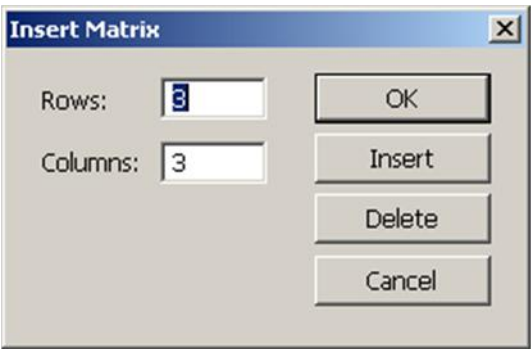 Insert Matrix
Rows: 3 OK
Columns: 3 Insert
Delete
Cancel